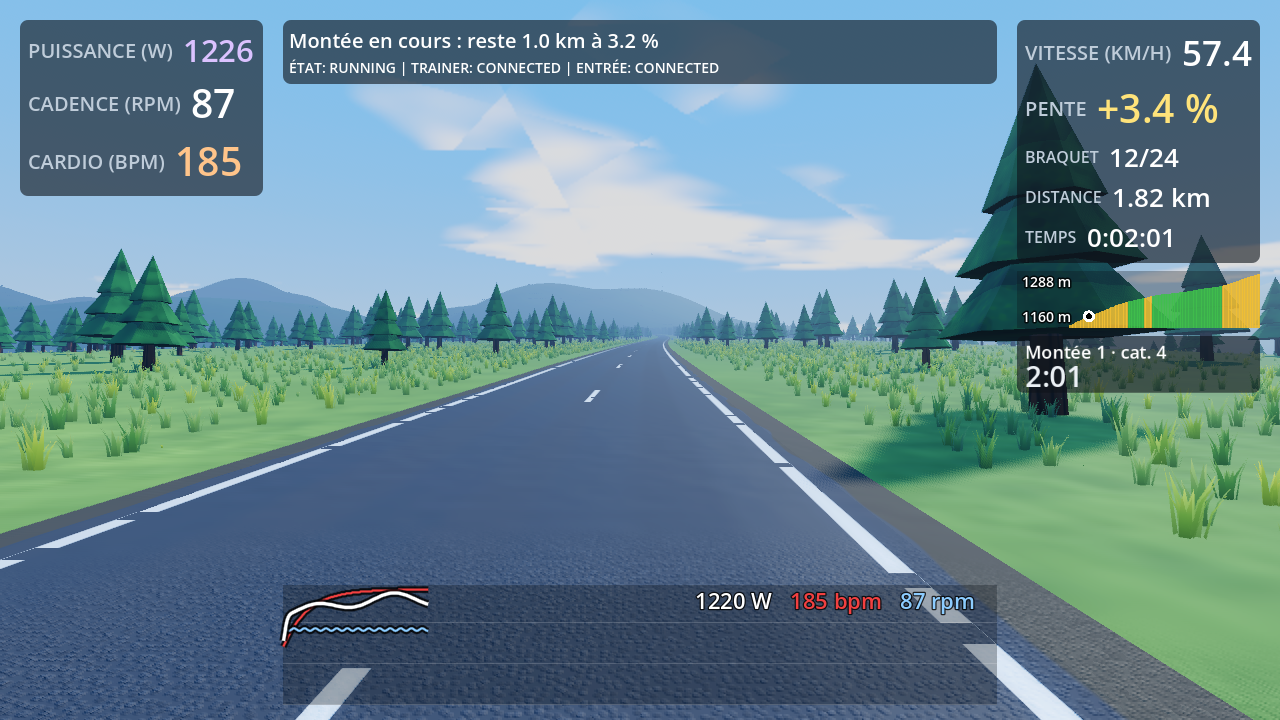 PUISSANCE (W) 1226
CADENCE (RPM) 87
CARDIO (BPM) 185
Montée en cours : reste 1.0 km à 3.2 %
ÉTAT: RUNNING | TRAINER: CONNECTED | ENTRÉE: CONNECTED
VITESSE (KM/H) 57.4
PENTE +3.4 %
BRAQUET 12/24
DISTANCE 1.82 km
TEMPS 0:02:01
1288 m
1160 m
Montée 1 · cat. 4
2:01
1220 W 185 bpm 87 rpm